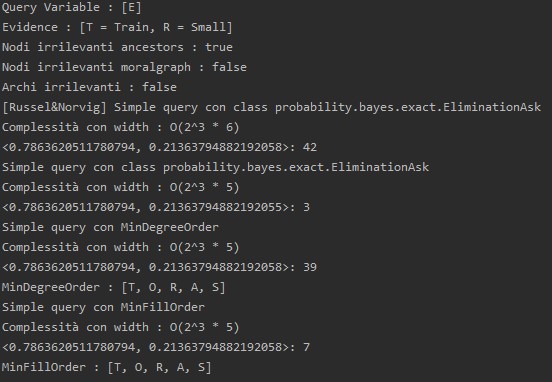 Query Variable : [E]
Evidence : [T = Train, R = Small]
Nodi irrilevanti ancestors : true
Nodi irrilevanti moralgraph : false
Archi irrilevanti : false
[Russel&Norvig] Simple query con class probability.bayes.exact.EliminationAsk
Complessità con width : O(2^3 * 6)
<0.7863620511780794, 0.21363794882192058>: 42
Simple query con class probability.bayes.exact.EliminationAsk
Complessità con width : O(2^3 * 5)
<0.7863620511780794, 0.21363794882192055>: 3
Simple query con MinDegreeOrder
Complessità con width : O(2^3 * 5)
<0.7863620511780794, 0.21363794882192058>: 39
MinDegreeOrder : [T, O, R, A, S]
Simple query con MinFillOrder
Complessità con width : O(2^3 * 5)
<0.7863620511780794, 0.21363794882192058>: 7
MinFillOrder : [T, O, R, A, S]